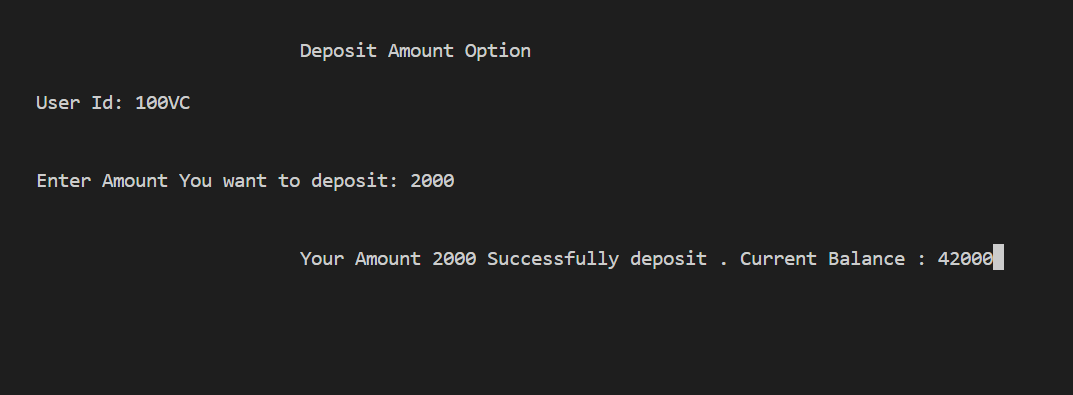 Deposit Amount Option
User Id: 100VC
Enter Amount You want to deposit: 2000
Your Amount 2000 Successfully deposit . Current Balance : 42000